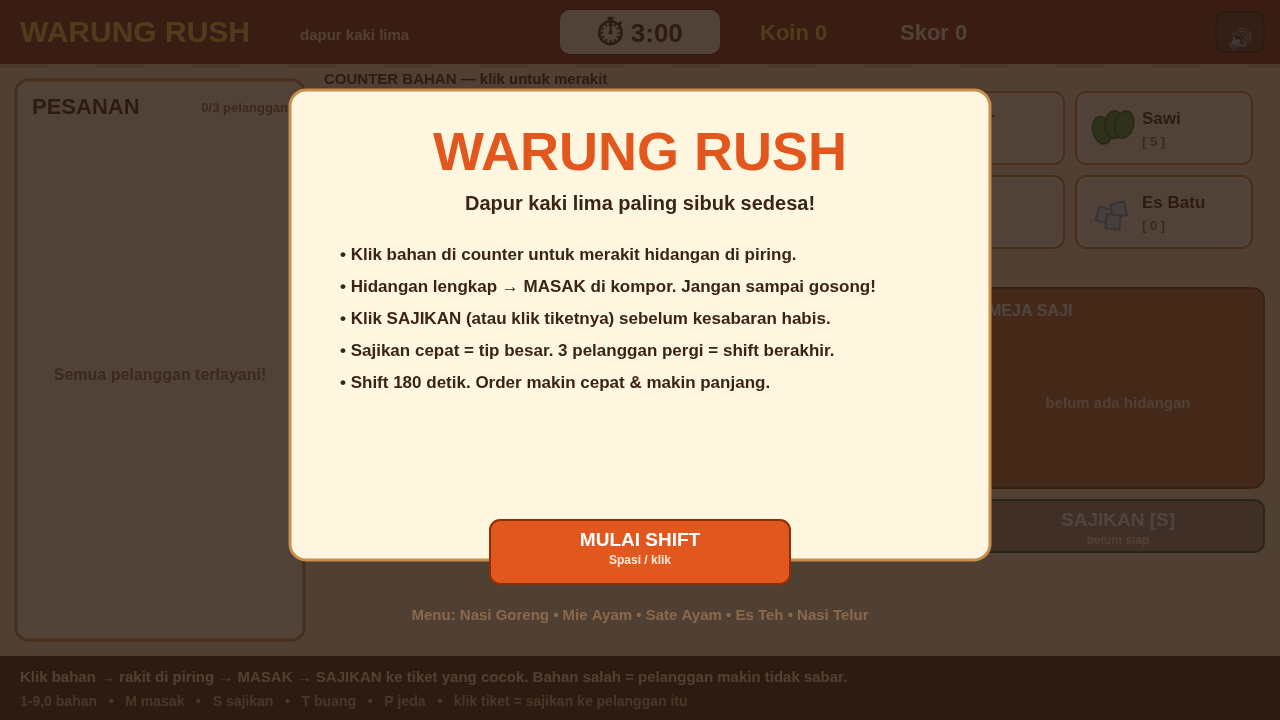 WARUNG RUSH
dapur kaki lima
⏱ 3:00
Koin 0
Skor 0
COUNTER BAHAN — klik untuk merakit
PESANAN
0/3 pelanggan
Semua pelanggan terlayani!
Sawi
[ 5 ]
Es Batu
[ 0 ]
MEJA SAJI
belum ada hidangan
SAJIKAN [S]
belum siap
WARUNG RUSH
Dapur kaki lima paling sibuk sedesa!
• Klik bahan di counter untuk merakit hidangan di piring.
• Hidangan lengkap → MASAK di kompor. Jangan sampai gosong!
• Klik SAJIKAN (atau klik tiketnya) sebelum kesabaran habis.
• Sajikan cepat = tip besar. 3 pelanggan pergi = shift berakhir.
• Shift 180 detik. Order makin cepat & makin panjang.
MULAI SHIFT
Spasi / klik
Menu: Nasi Goreng • Mie Ayam • Sate Ayam • Es Teh • Nasi Telur
Klik bahan → rakit di piring → MASAK → SAJIKAN ke tiket yang cocok. Bahan salah = pelanggan makin tidak sabar.
1-9,0 bahan • M masak • S sajikan • T buang • P jeda • klik tiket = sajikan ke pelanggan itu